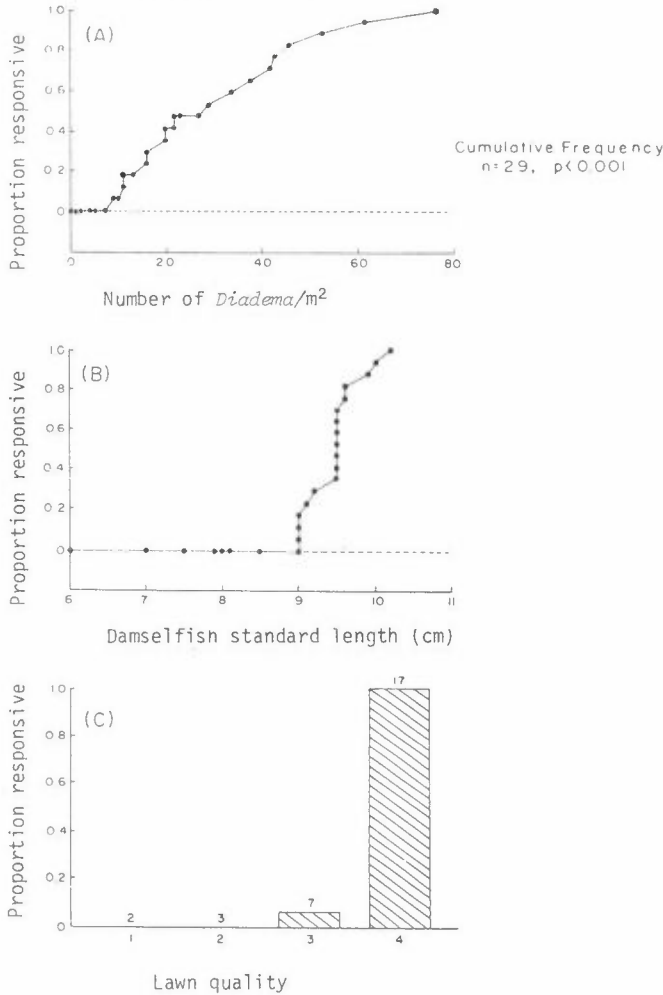 Proportion responsive
(A)
1.0
0.8
0.6
0.4
0.2
0
0 20 40 60 80
Number of Diadema/m²
Cumulative Frequency
n=29, p<0.001
Proportion responsive
(B)
1.0
0.8
0.6
0.4
0.2
0
6 7 8 9 10 11
Damselfish standard length (cm)
Proportion responsive
(C)
1.0
0.8
0.6
0.4
0.2
0
2 3 7 17
1 2 3 4
Lawn quality